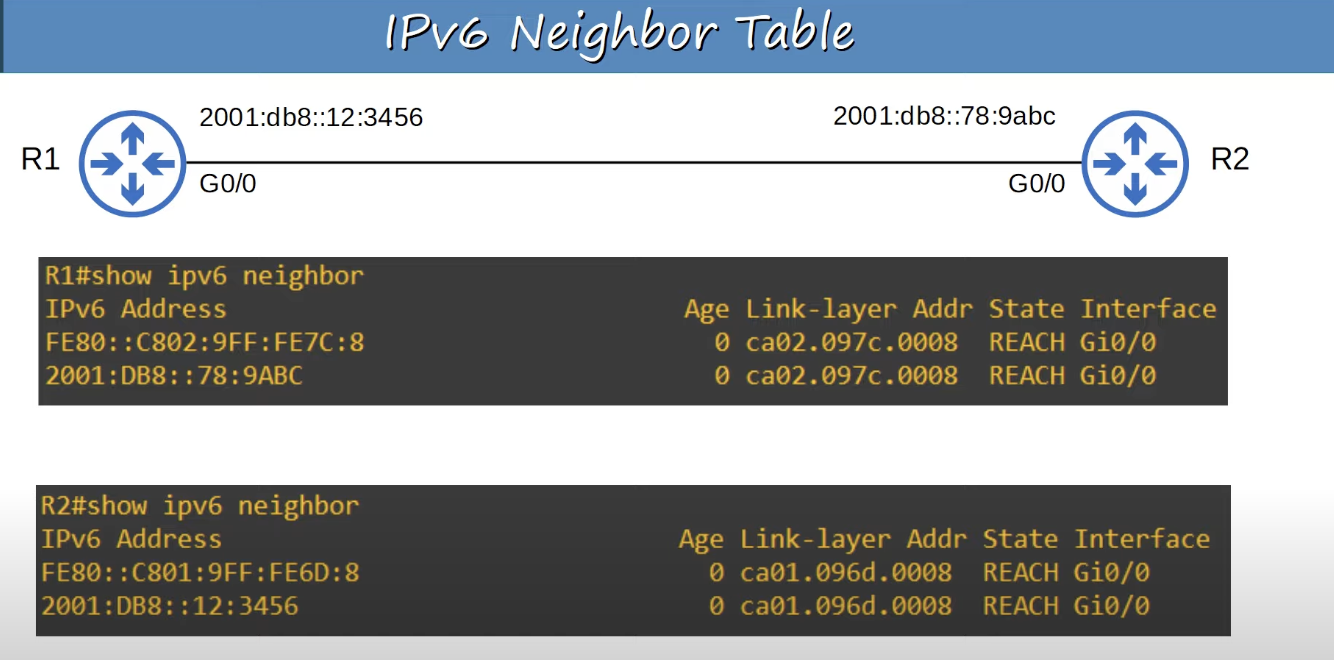 IPv6 Neighbor Table
2001:db8::12:3456
2001:db8::78:9abc
R1
R2
G0/0
G0/0
R1#show ipv6 neighbor
IPv6 Address Age Link-layer Addr State Interface
FE80::C802:9FF:FE7C:8 0 ca02.097c.0008 REACH Gi0/0
2001:DB8::78:9ABC 0 ca02.097c.0008 REACH Gi0/0
R2#show ipv6 neighbor
IPv6 Address Age Link-layer Addr State Interface
FE80::C801:9FF:FE6D:8 0 ca01.096d.0008 REACH Gi0/0
2001:DB8::12:3456 0 ca01.096d.0008 REACH Gi0/0